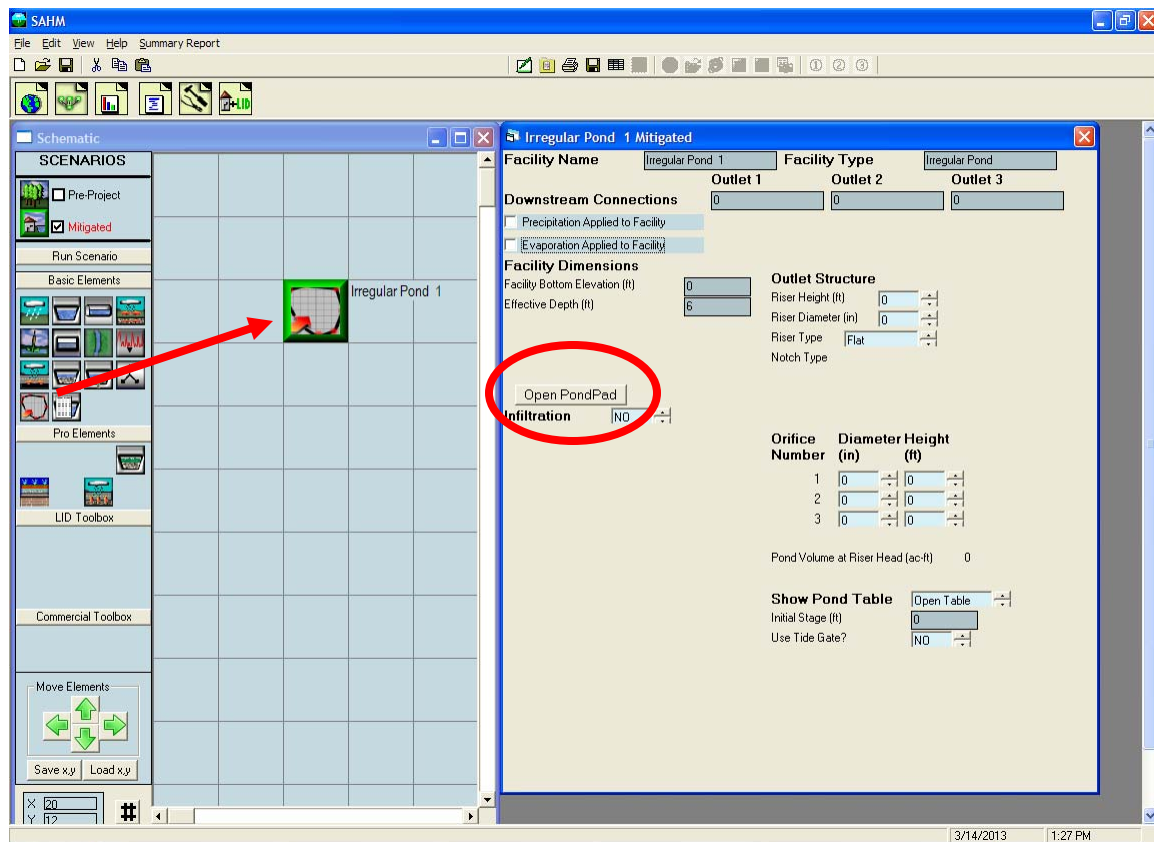 SAHM
File Edit View Help Summary Report
+LID
Schematic
SCENARIOS
Pre-Project
Mitigated
Run Scenario
Basic Elements
Pro Elements
LID Toolbox
Commercial Toolbox
Move Elements
Save x,y Load x,y
X 20
Y 12
#
Irregular Pond 1
Irregular Pond 1 Mitigated
Facility Name Irregular Pond 1 Facility Type Irregular Pond
Outlet 1 Outlet 2 Outlet 3
Downstream Connections 0 0 0
Precipitation Applied to Facility
Evaporation Applied to Facility
Facility Dimensions
Facility Bottom Elevation (ft) 0
Effective Depth (ft) 6
Open PondPad
Infiltration NO
Outlet Structure
Riser Height (ft) 0
Riser Diameter (in) 0
Riser Type Flat
Notch Type
Orifice Diameter Height
Number (in) (ft)
1 0 0
2 0 0
3 0 0
Pond Volume at Riser Head (ac-ft) 0
Show Pond Table Open Table
Initial Stage (ft) 0
Use Tide Gate? NO
3/14/2013 1:27 PM